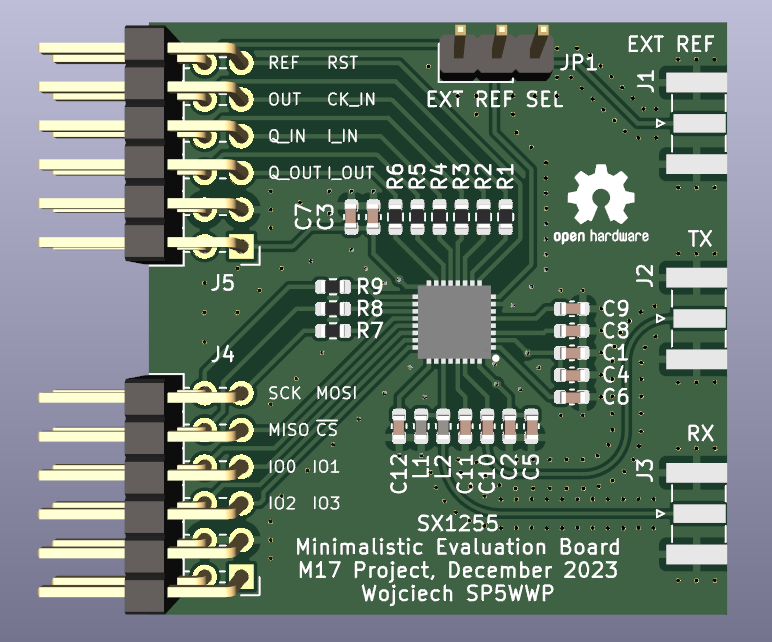 EXT REF
JP1
J1
EXT REF SEL
REF RST
OUT CK_IN
Q_IN I_IN
Q_OUT I_OUT
R6 R5 R4 R3 R2 R1
C7 C3
open hardware
TX
J2
J5
R9
R8
R7
C9
C8
C1
C4
C6
J4
SCK MOSI
MISO CS
IO0 IO1
IO2 IO3
C12 L1 L2 C11 C10 C2 C5
RX
J3
SX1255
Minimalistic Evaluation Board
M17 Project, December 2023
Wojciech SP5WWP